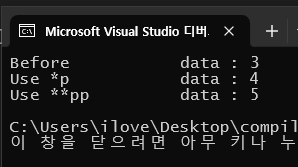 Microsoft Visual Studio 디버
Before data : 3
Use *p data : 4
Use **pp data : 5
C:\Users\ilove\Desktop\compil
이 창을 닫으려면 아무 키나 누